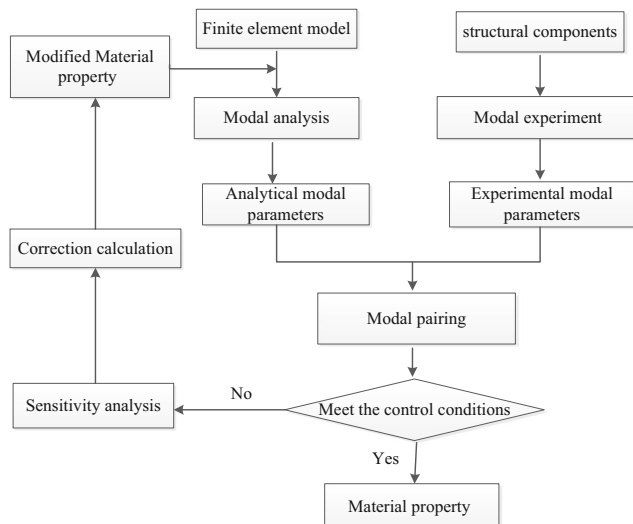 Finite element model
structural components
Modified Material
property
Modal analysis
Modal experiment
Analytical modal
parameters
Experimental modal
parameters
Correction calculation
Modal pairing
Sensitivity analysis
No
Meet the control conditions
Yes
Material property